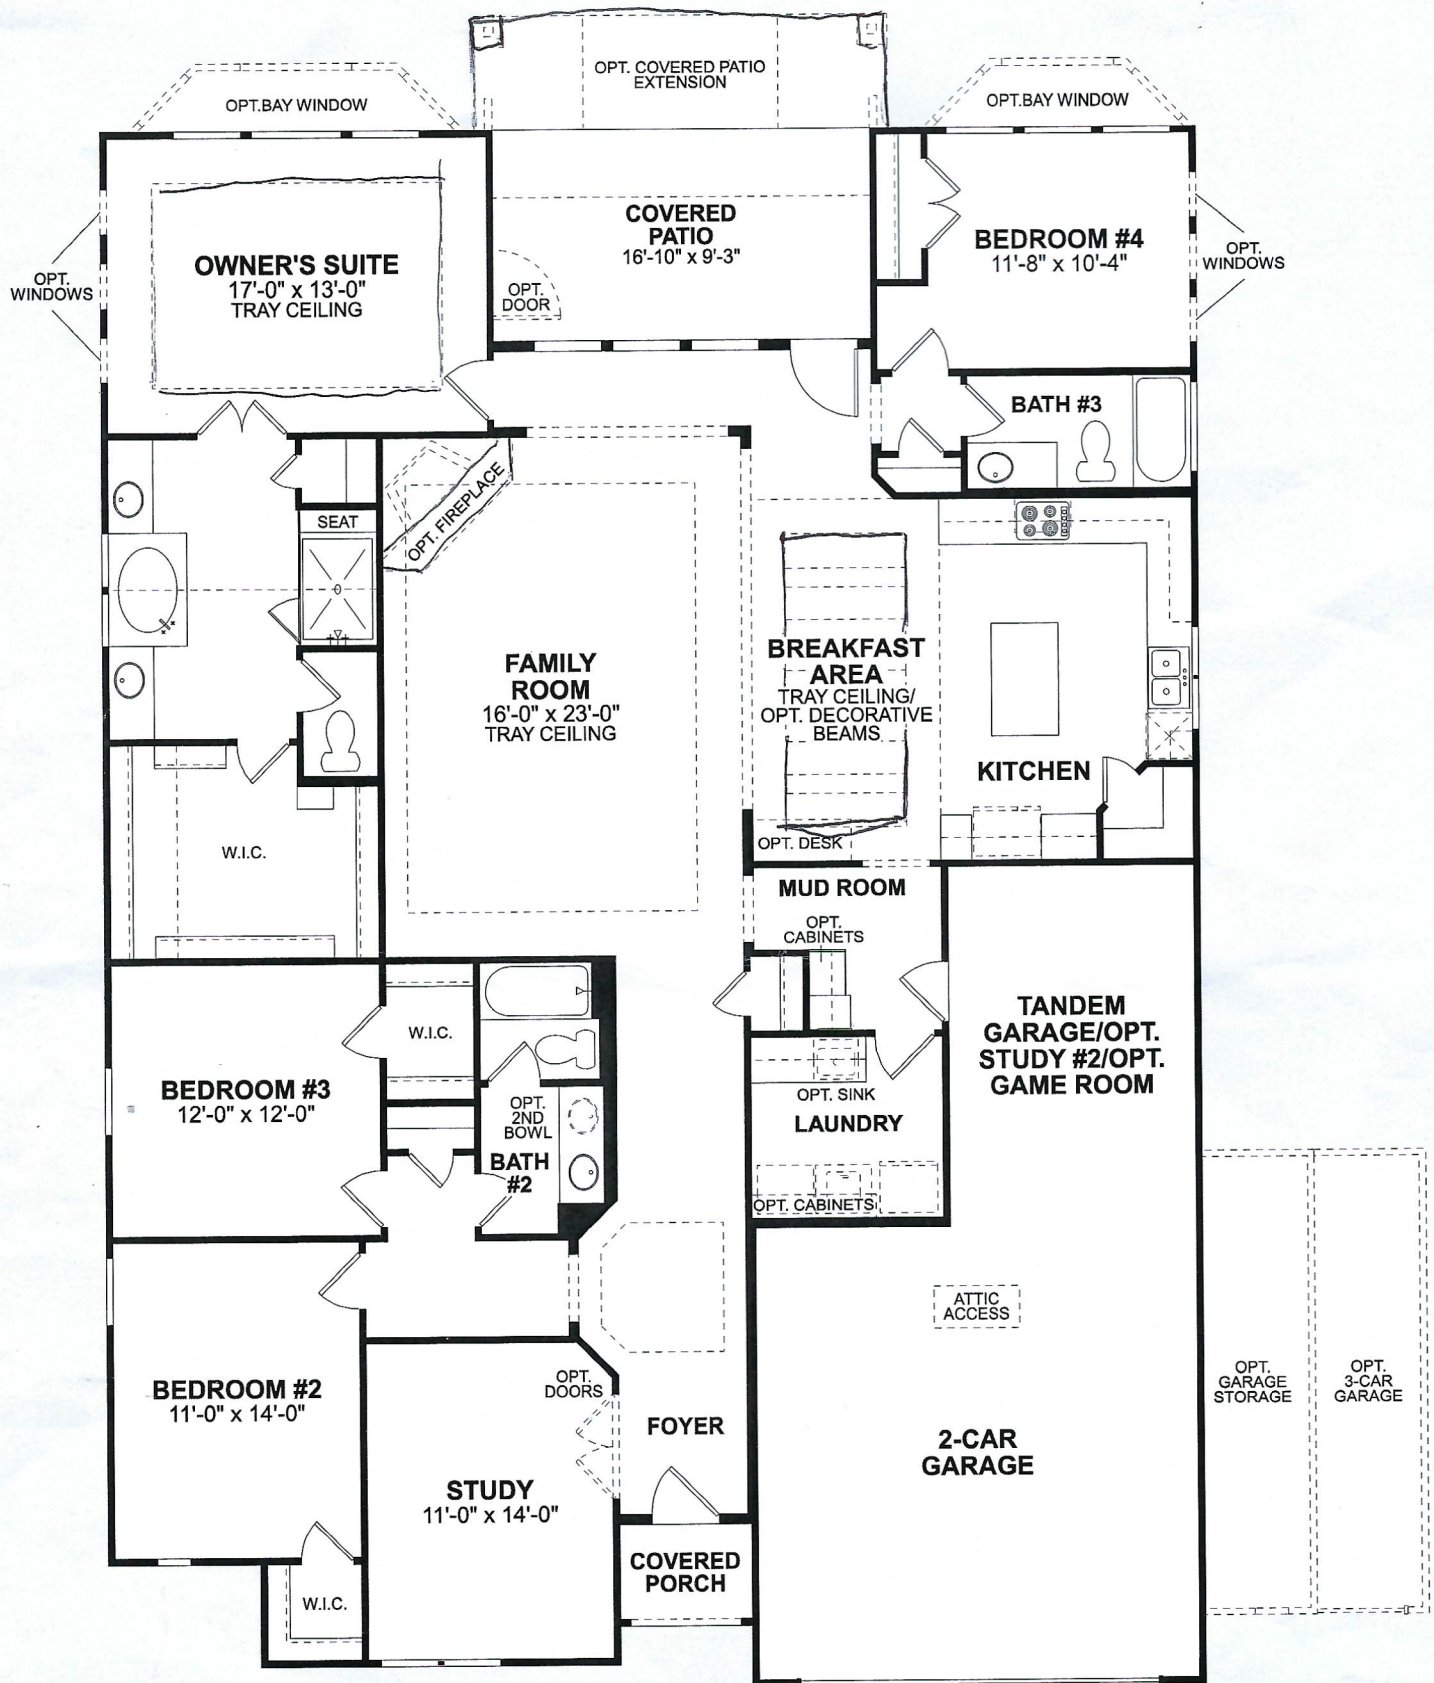 OPT. COVERED PATIO
EXTENSION
OPT.BAY WINDOW
OPT.BAY WINDOW
COVERED
PATIO
16'-10" x 9'-3"
OWNER'S SUITE
17'-0" x 13'-0"
TRAY CEILING
OPT.
WINDOWS
OPT.
DOOR
BEDROOM #4
11'-8" x 10'-4"
OPT.
WINDOWS
BATH #3
OPT. FIREPLACE
SEAT
FAMILY
ROOM
16'-0" x 23'-0"
TRAY CEILING
BREAKFAST
AREA
TRAY CEILING/
OPT. DECORATIVE
BEAMS
KITCHEN
OPT. DESK
W.I.C.
MUD ROOM
OPT.
CABINETS
TANDEM
GARAGE/OPT.
STUDY #2/OPT.
GAME ROOM
W.I.C.
BEDROOM #3
12'-0" x 12'-0"
OPT.
2ND
BOWL
BATH
#2
OPT. SINK
LAUNDRY
OPT. CABINETS
ATTIC
ACCESS
BEDROOM #2
11'-0" x 14'-0"
OPT.
DOORS
FOYER
OPT.
GARAGE
STORAGE
OPT.
3-CAR
GARAGE
2-CAR
GARAGE
STUDY
11'-0" x 14'-0"
COVERED
PORCH
W.I.C.